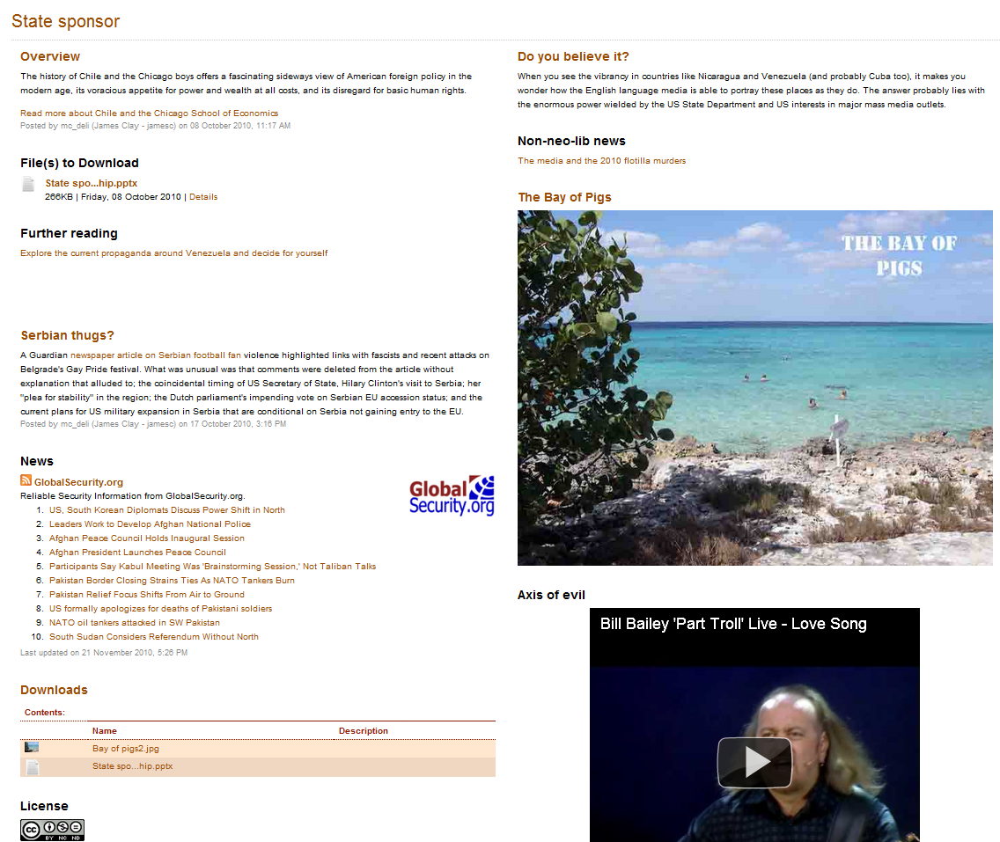 State sponsor
Overview
The history of Chile and the Chicago boys offers a fascinating sideways view of American foreign policy in the
modern age, its voracious appetite for power and wealth at all costs, and its disregard for basic human rights.
Read more about Chile and the Chicago School of Economics
Posted by mc_deli (James Clay - jamesc) on 08 October 2010, 11:17 AM
File(s) to Download
State spo...hip.pptx
266KB | Friday, 08 October 2010 | Details
Further reading
Explore the current propaganda around Venezuela and decide for yourself
Serbian thugs?
A Guardian newspaper article on Serbian football fan violence highlighted links with fascists and recent attacks on
Belgrade's Gay Pride festival. What was unusual was that comments were deleted from the article without
explanation that alluded to; the coincidental timing of US Secretary of State, Hilary Clinton's visit to Serbia; her
"plea for stability" in the region; the Dutch parliament's impending vote on Serbian EU accession status; and the
current plans for US military expansion in Serbia that are conditional on Serbia not gaining entry to the EU.
Posted by mc_deli (James Clay - jamesc) on 17 October 2010, 3:16 PM
News
GlobalSecurity.org
Reliable Security Information from GlobalSecurity.org.
Global
Security.org
1. US, South Korean Diplomats Discuss Power Shift in North
2. Leaders Work to Develop Afghan National Police
3. Afghan Peace Council Holds Inaugural Session
4. Afghan President Launches Peace Council
5. Participants Say Kabul Meeting Was 'Brainstorming Session,' Not Taliban Talks
6. Pakistan Border Closing Strains Ties As NATO Tankers Burn
7. Pakistan Relief Focus Shifts From Air to Ground
8. US formally apologizes for deaths of Pakistani soldiers
9. NATO oil tankers attacked in SW Pakistan
10. South Sudan Considers Referendum Without North
Last updated on 21 November 2010, 5:26 PM
Downloads
Contents:
Name Description
Bay of pigs2.jpg
State spo...hip.pptx
License
cc BY NC ND
Do you believe it?
When you see the vibrancy in countries like Nicaragua and Venezuela (and probably Cuba too), it makes you
wonder how the English language media is able to portray these places as they do. The answer probably lies with
the enormous power wielded by the US State Department and US interests in major mass media outlets.
Non-neo-lib news
The media and the 2010 flotilla murders
The Bay of Pigs
THE BAY OF
PIGS
Axis of evil
Bill Bailey 'Part Troll' Live - Love Song